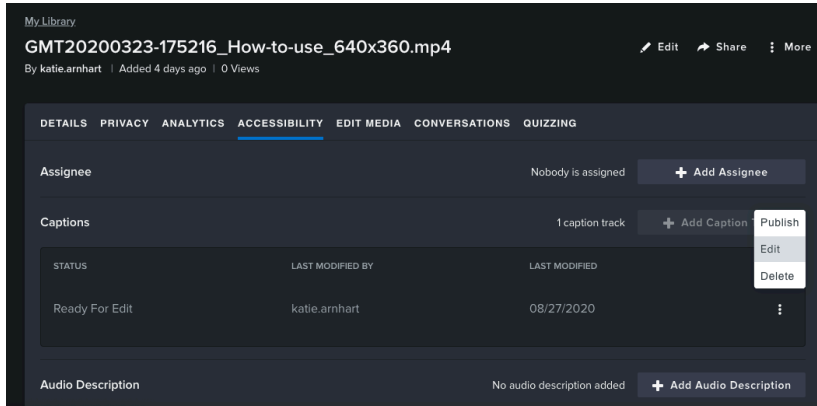 My Library
GMT20200323-175216_How-to-use_640x360.mp4
Edit Share More
By katie.arnhart | Added 4 days ago | 0 Views
DETAILS PRIVACY ANALYTICS ACCESSIBILITY EDIT MEDIA CONVERSATIONS QUIZZING
Assignee Nobody is assigned + Add Assignee
Captions 1 caption track + Add Caption
Publish
Edit
Delete
STATUS LAST MODIFIED BY LAST MODIFIED
Ready For Edit katie.arnhart 08/27/2020
Audio Description No audio description added + Add Audio Description